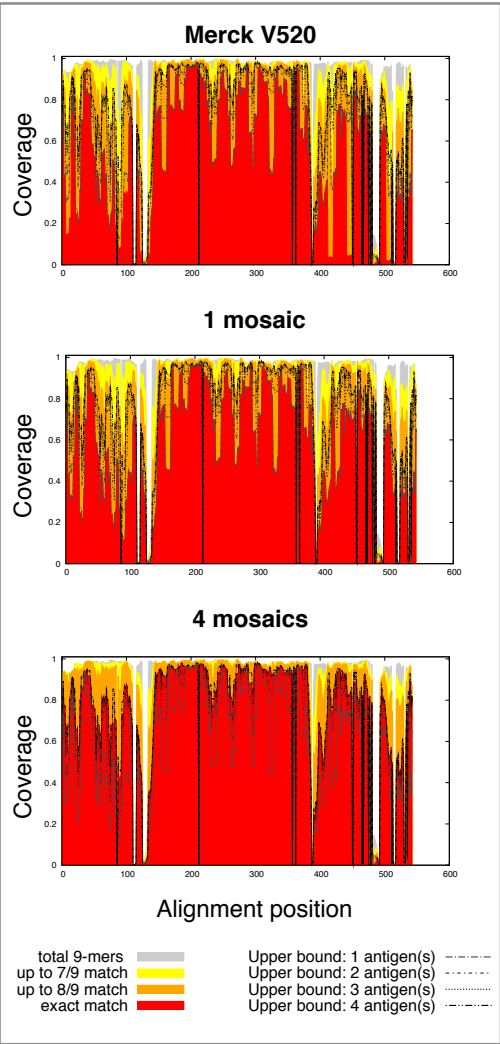 Merck V520
1
0.8
0.6
0.4
0.2
0
Coverage
0 100 200 300 400 500 600
1 mosaic
1
0.8
0.6
0.4
0.2
0
Coverage
0 100 200 300 400 500 600
4 mosaics
1
0.8
0.6
0.4
0.2
0
Coverage
0 100 200 300 400 500 600
Alignment position
total 9-mers
up to 7/9 match
up to 8/9 match
exact match
Upper bound: 1 antigen(s)
Upper bound: 2 antigen(s)
Upper bound: 3 antigen(s)
Upper bound: 4 antigen(s)